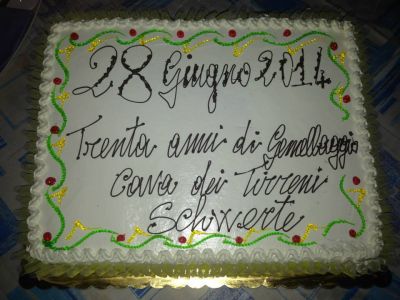 28 Giugno 2014
Trenta anni di Gemellaggio
Cava dei Tirreni
Schwerte